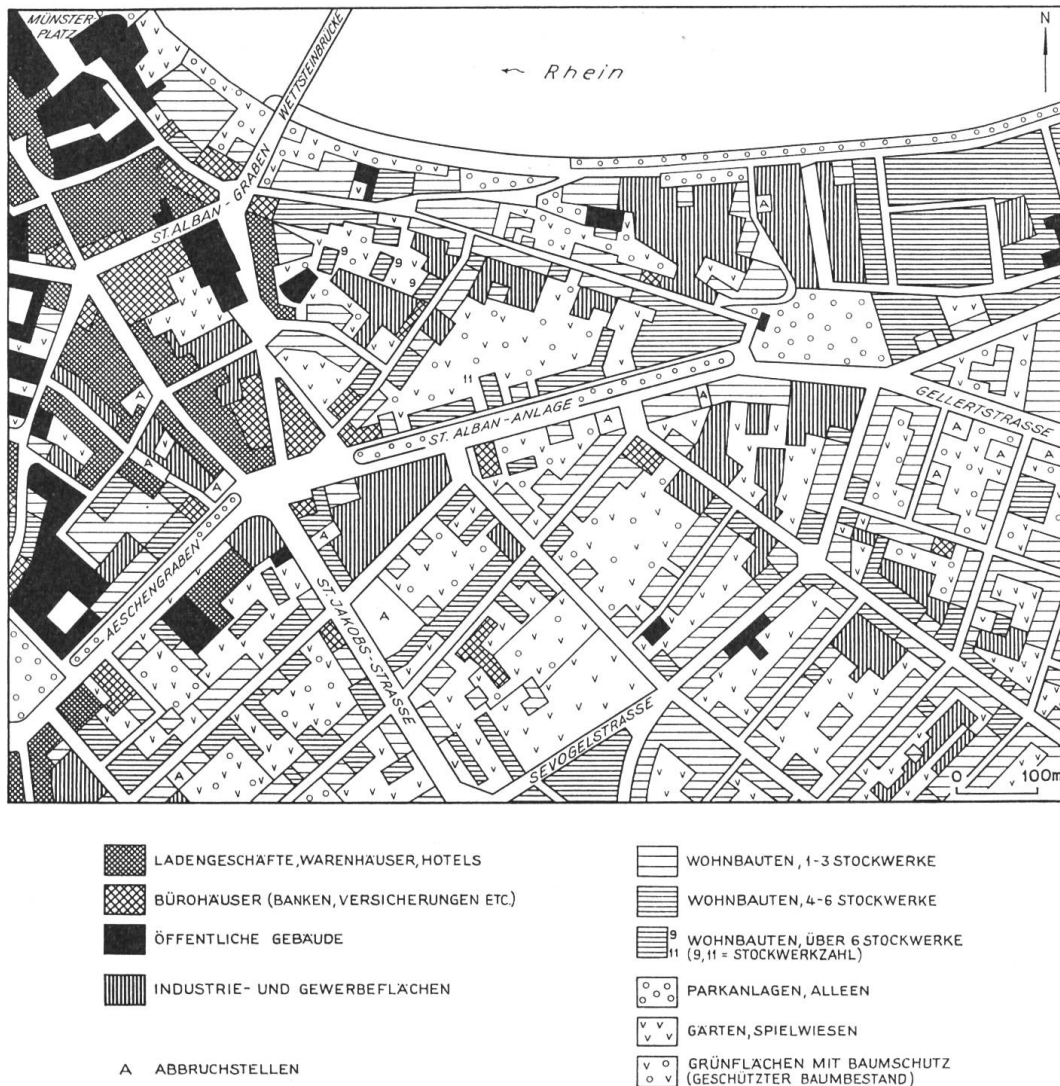 MÜNSTER-
PLATZ
WETTSTEINBRÜCKE
← Rhein
N
ST. ALBAN - GRABEN
A
9
9
9
11
ST. ALBAN - ANLAGE
A
A
GELLERTSTRASSE
A
A
A
A
A
A
A
AESCHENGRABEN
A
ST. JAKOBS-STRASSE
A
SEVOGELSTRASSE
A
0 100m
LADENGESCHÄFTE, WARENHÄUSER, HOTELS
BÜROHÄUSER (BANKEN, VERSICHERUNGEN ETC.)
ÖFFENTLICHE GEBÄUDE
INDUSTRIE- UND GEWERBEFLÄCHEN
A ABBRUCHSTELLEN
WOHNBAUTEN, 1-3 STOCKWERKE
WOHNBAUTEN, 4-6 STOCKWERKE
9 WOHNBAUTEN, ÜBER 6 STOCKWERKE
11 (9, 11 = STOCKWERKZAHL)
PARKANLAGEN, ALLEEN
GÄRTEN, SPIELWIESEN
GRÜNFLÄCHEN MIT BAUMSCHUTZ
(GESCHÜTZTER BAUMBESTAND)